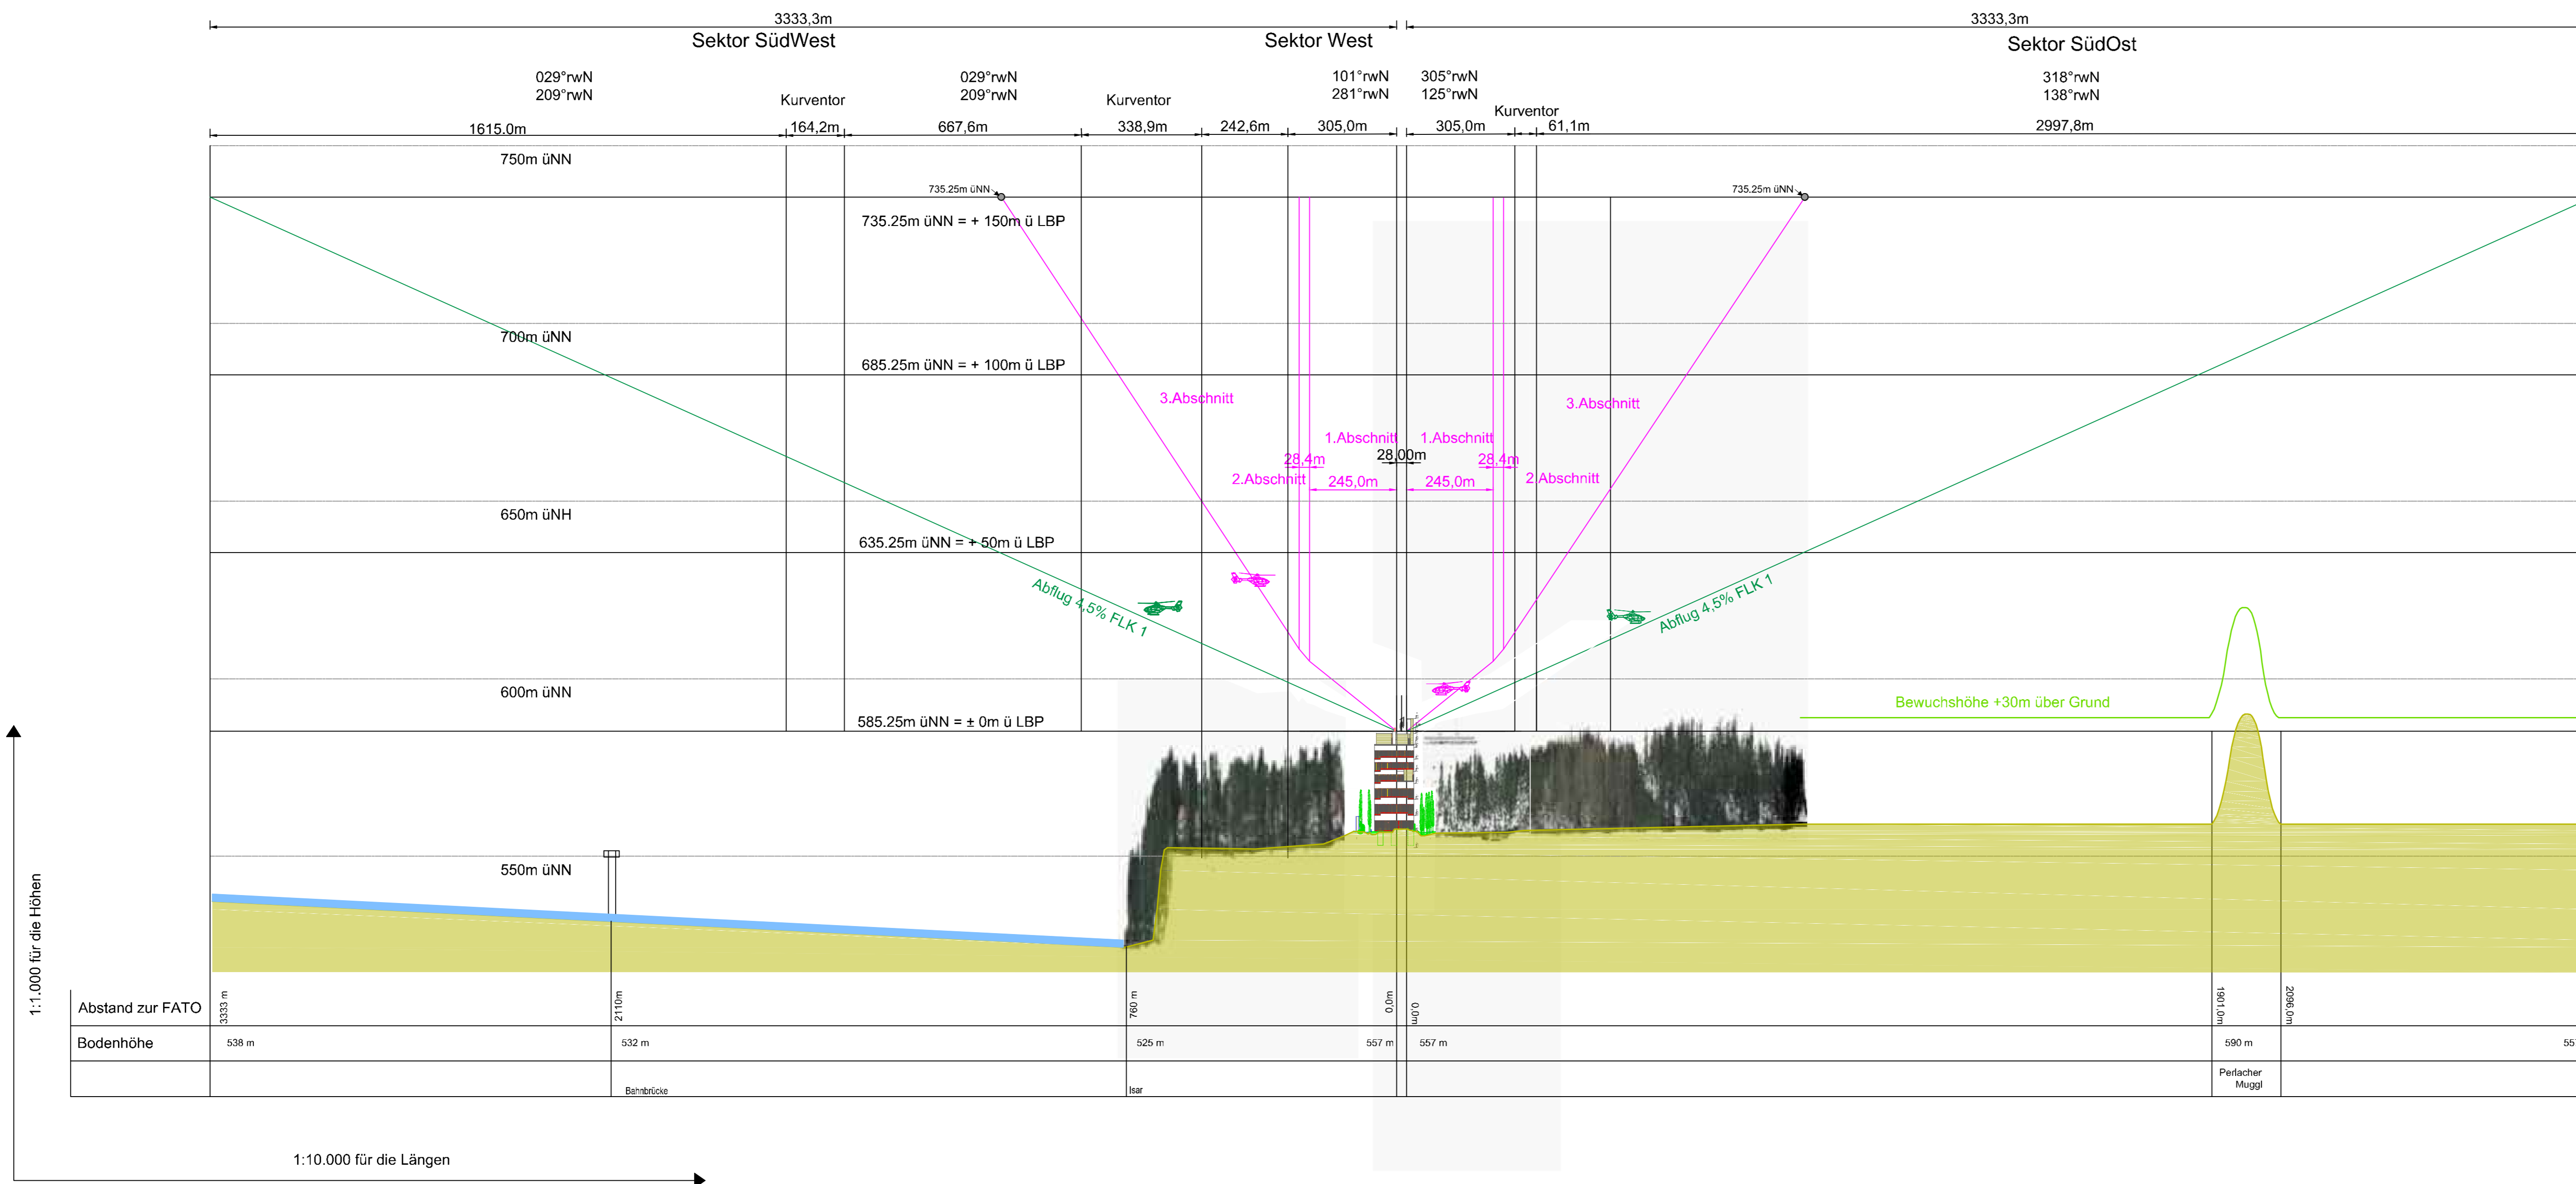 3333,3m
3333,3m
Sektor SüdWest
Sektor West
Sektor SüdOst
029°rwN
209°rwN
029°rwN
209°rwN
101°rwN
281°rwN
305°rwN
125°rwN
318°rwN
138°rwN
Kurventor
Kurventor
Kurventor
1615.0m
164,2m
667,6m
338,9m
242,6m
305,0m
305,0m
61,1m
2997,8m
750m üNN
735.25m üNN
735.25m üNN
735.25m üNN = + 150m ü LBP
700m üNN
685.25m üNN = + 100m ü LBP
3.Abschnitt
3.Abschnitt
1.Abschnitt
1.Abschnitt
28,4m
28,00m
28,4m
2.Abschnitt
245,0m
245,0m
2.Abschnitt
650m üNH
635.25m üNN = + 50m ü LBP
Abflug 4,5% FLK 1
Abflug 4,5% FLK 1
600m üNN
585.25m üNN = ± 0m ü LBP
Bewuchshöhe +30m über Grund
550m üNN
1:1.000 für die Höhen
Abstand zur FATO
3333 m
2110m
760 m
0,0m
0,0m
1901,0m
2096,0m
Bodenhöhe
538 m
532 m
525 m
557 m
557 m
590 m
Bahnbrücke
Isar
Perlacher
Muggl
1:10.000 für die Längen